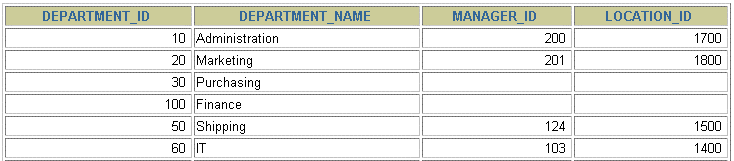 DEPARTMENT_ID DEPARTMENT_NAME MANAGER_ID LOCATION_ID
10 Administration 200 1700
20 Marketing 201 1800
30 Purchasing
100 Finance
50 Shipping 124 1500
60 IT 103 1400